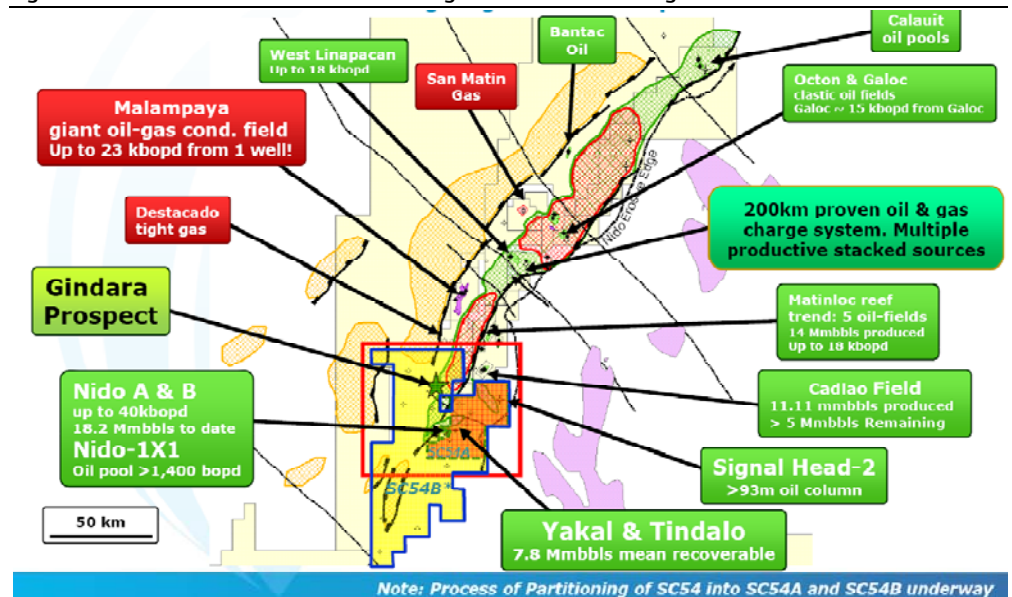 Calauit
oil pools
Bantac
Oil
West Linapacan
Up to 18 kbopd
San Matin
Gas
Octon & Galoc
clastic oil fields
Galoc ~ 15 kbopd from Galoc
Malampaya
giant oil-gas cond. field
Up to 23 kbopd from 1 well!
Nido Erosive Edge
Destacado
tight gas
200km proven oil & gas
charge system. Multiple
productive stacked sources
Gindara
Prospect
Matinloc reef
trend: 5 oil-fields
14 Mmbbls produced
Up to 18 kbopd
Cadlao Field
11.11 mmbbls produced
> 5 Mmbbls Remaining
Nido A & B
up to 40kbopd
18.2 Mmbbls to date
Nido-1X1
Oil pool >1,400 bopd
SC54A
SC54B
Signal Head-2
>93m oil column
50 km
Yakal & Tindalo
7.8 Mmbbls mean recoverable
Note: Process of Partitioning of SC54 into SC54A and SC54B underway